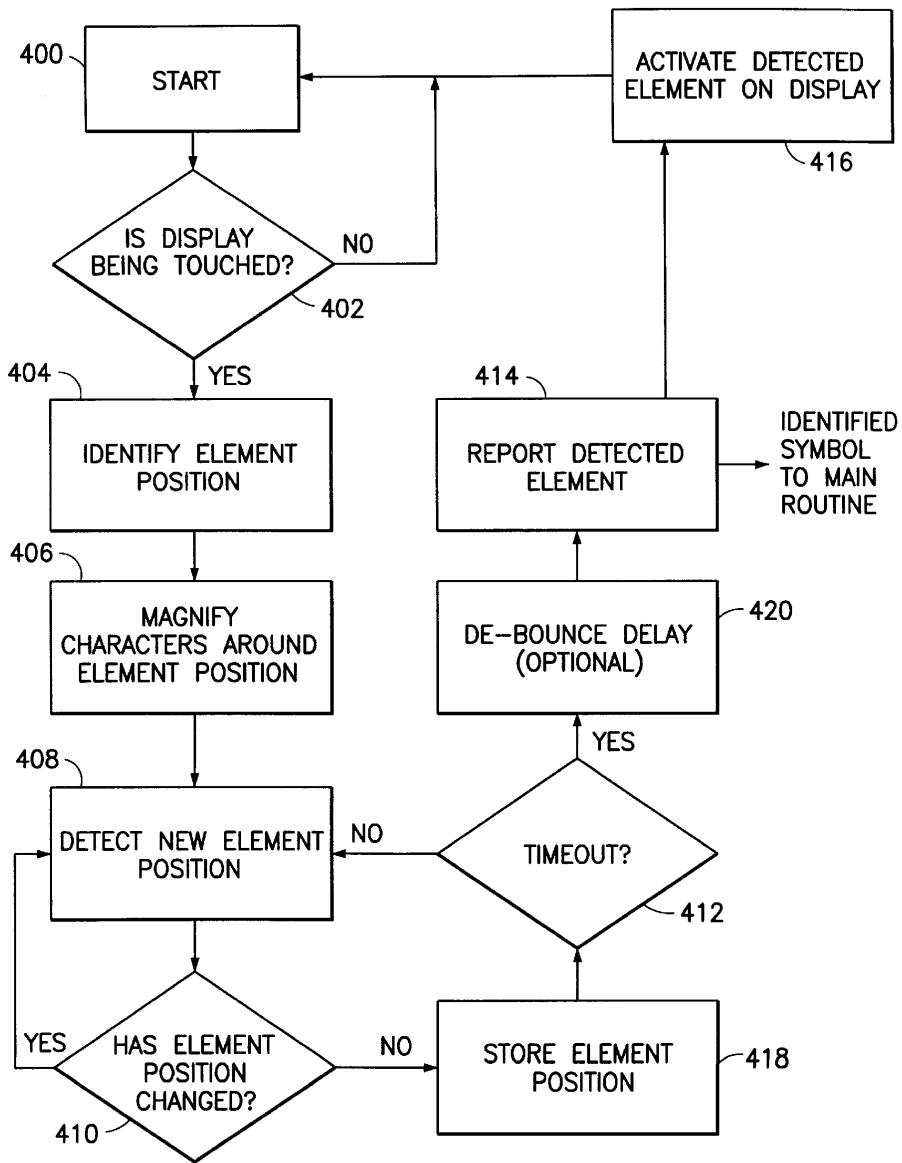 400
START
ACTIVATE DETECTED
ELEMENT ON DISPLAY
416
IS DISPLAY
BEING TOUCHED?
NO
402
YES
404
IDENTIFY ELEMENT
POSITION
414
REPORT DETECTED
ELEMENT
IDENTIFIED
SYMBOL
TO MAIN
ROUTINE
406
MAGNIFY
CHARACTERS AROUND
ELEMENT POSITION
DE-BOUNCE DELAY
(OPTIONAL)
420
YES
408
DETECT NEW ELEMENT
POSITION
NO
TIMEOUT?
412
YES
HAS ELEMENT
POSITION
CHANGED?
410
NO
STORE ELEMENT
POSITION
418